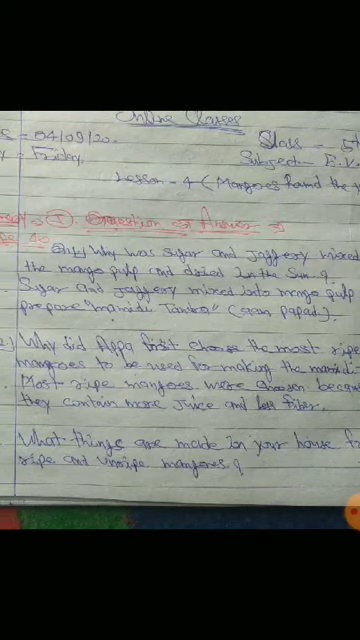 Online Classes
04/09/20. Class - 5th
Friday, Subject - E.V.
Lesson - 4 (Mangoes Round the
I. Question & Answer
Why was sugar and jaggery mixed
the mango pulp and dried in the Sun?
Sugar and jaggery mixed into mango pulp
prepare "mamidi Tandra" (aam papad).
Why did Appa first choose the most ripe
mangoes to be used for making the mamidi
Most ripe mangoes were chosen becau
they contain more juice and less fiber.
What things are made in your house f
ripe and unripe mangoes?